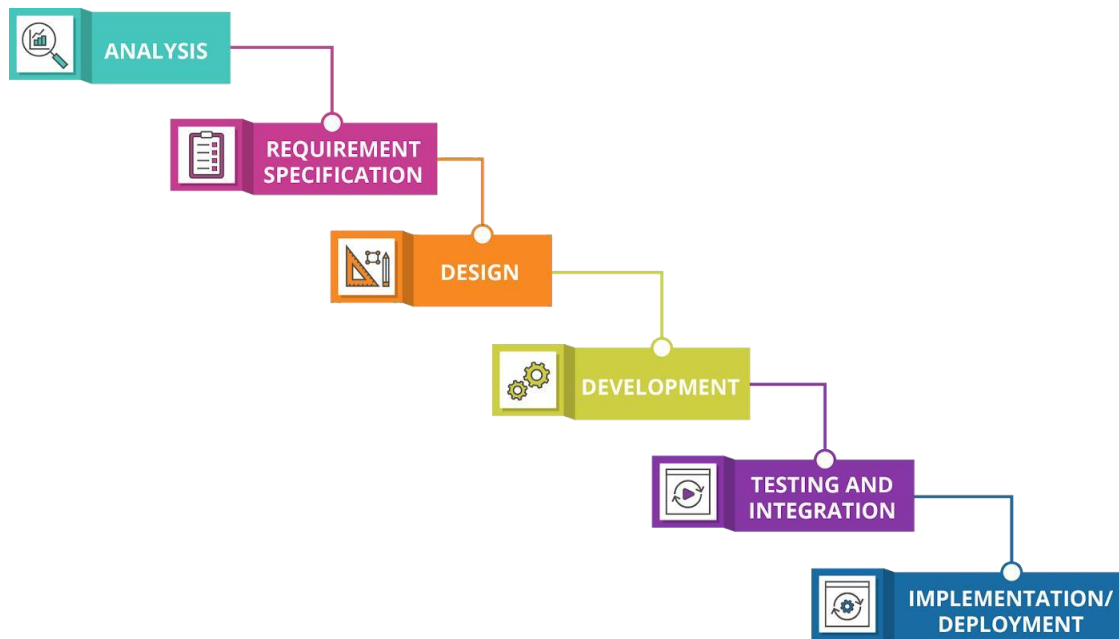 ANALYSIS
REQUIREMENT
SPECIFICATION
DESIGN
DEVELOPMENT
TESTING AND
INTEGRATION
IMPLEMENTATION/
DEPLOYMENT